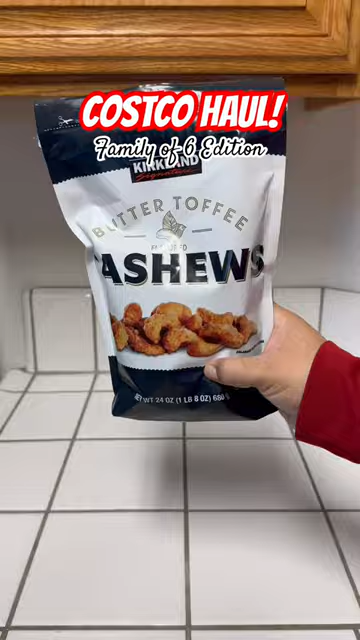 COSTCO HAUL!
Family of 6 Edition
KIRKLAND
Signature
BUTTER TOFFEE
CASHEWS
NET WT 24 OZ (1 LB 8 OZ) 680 g